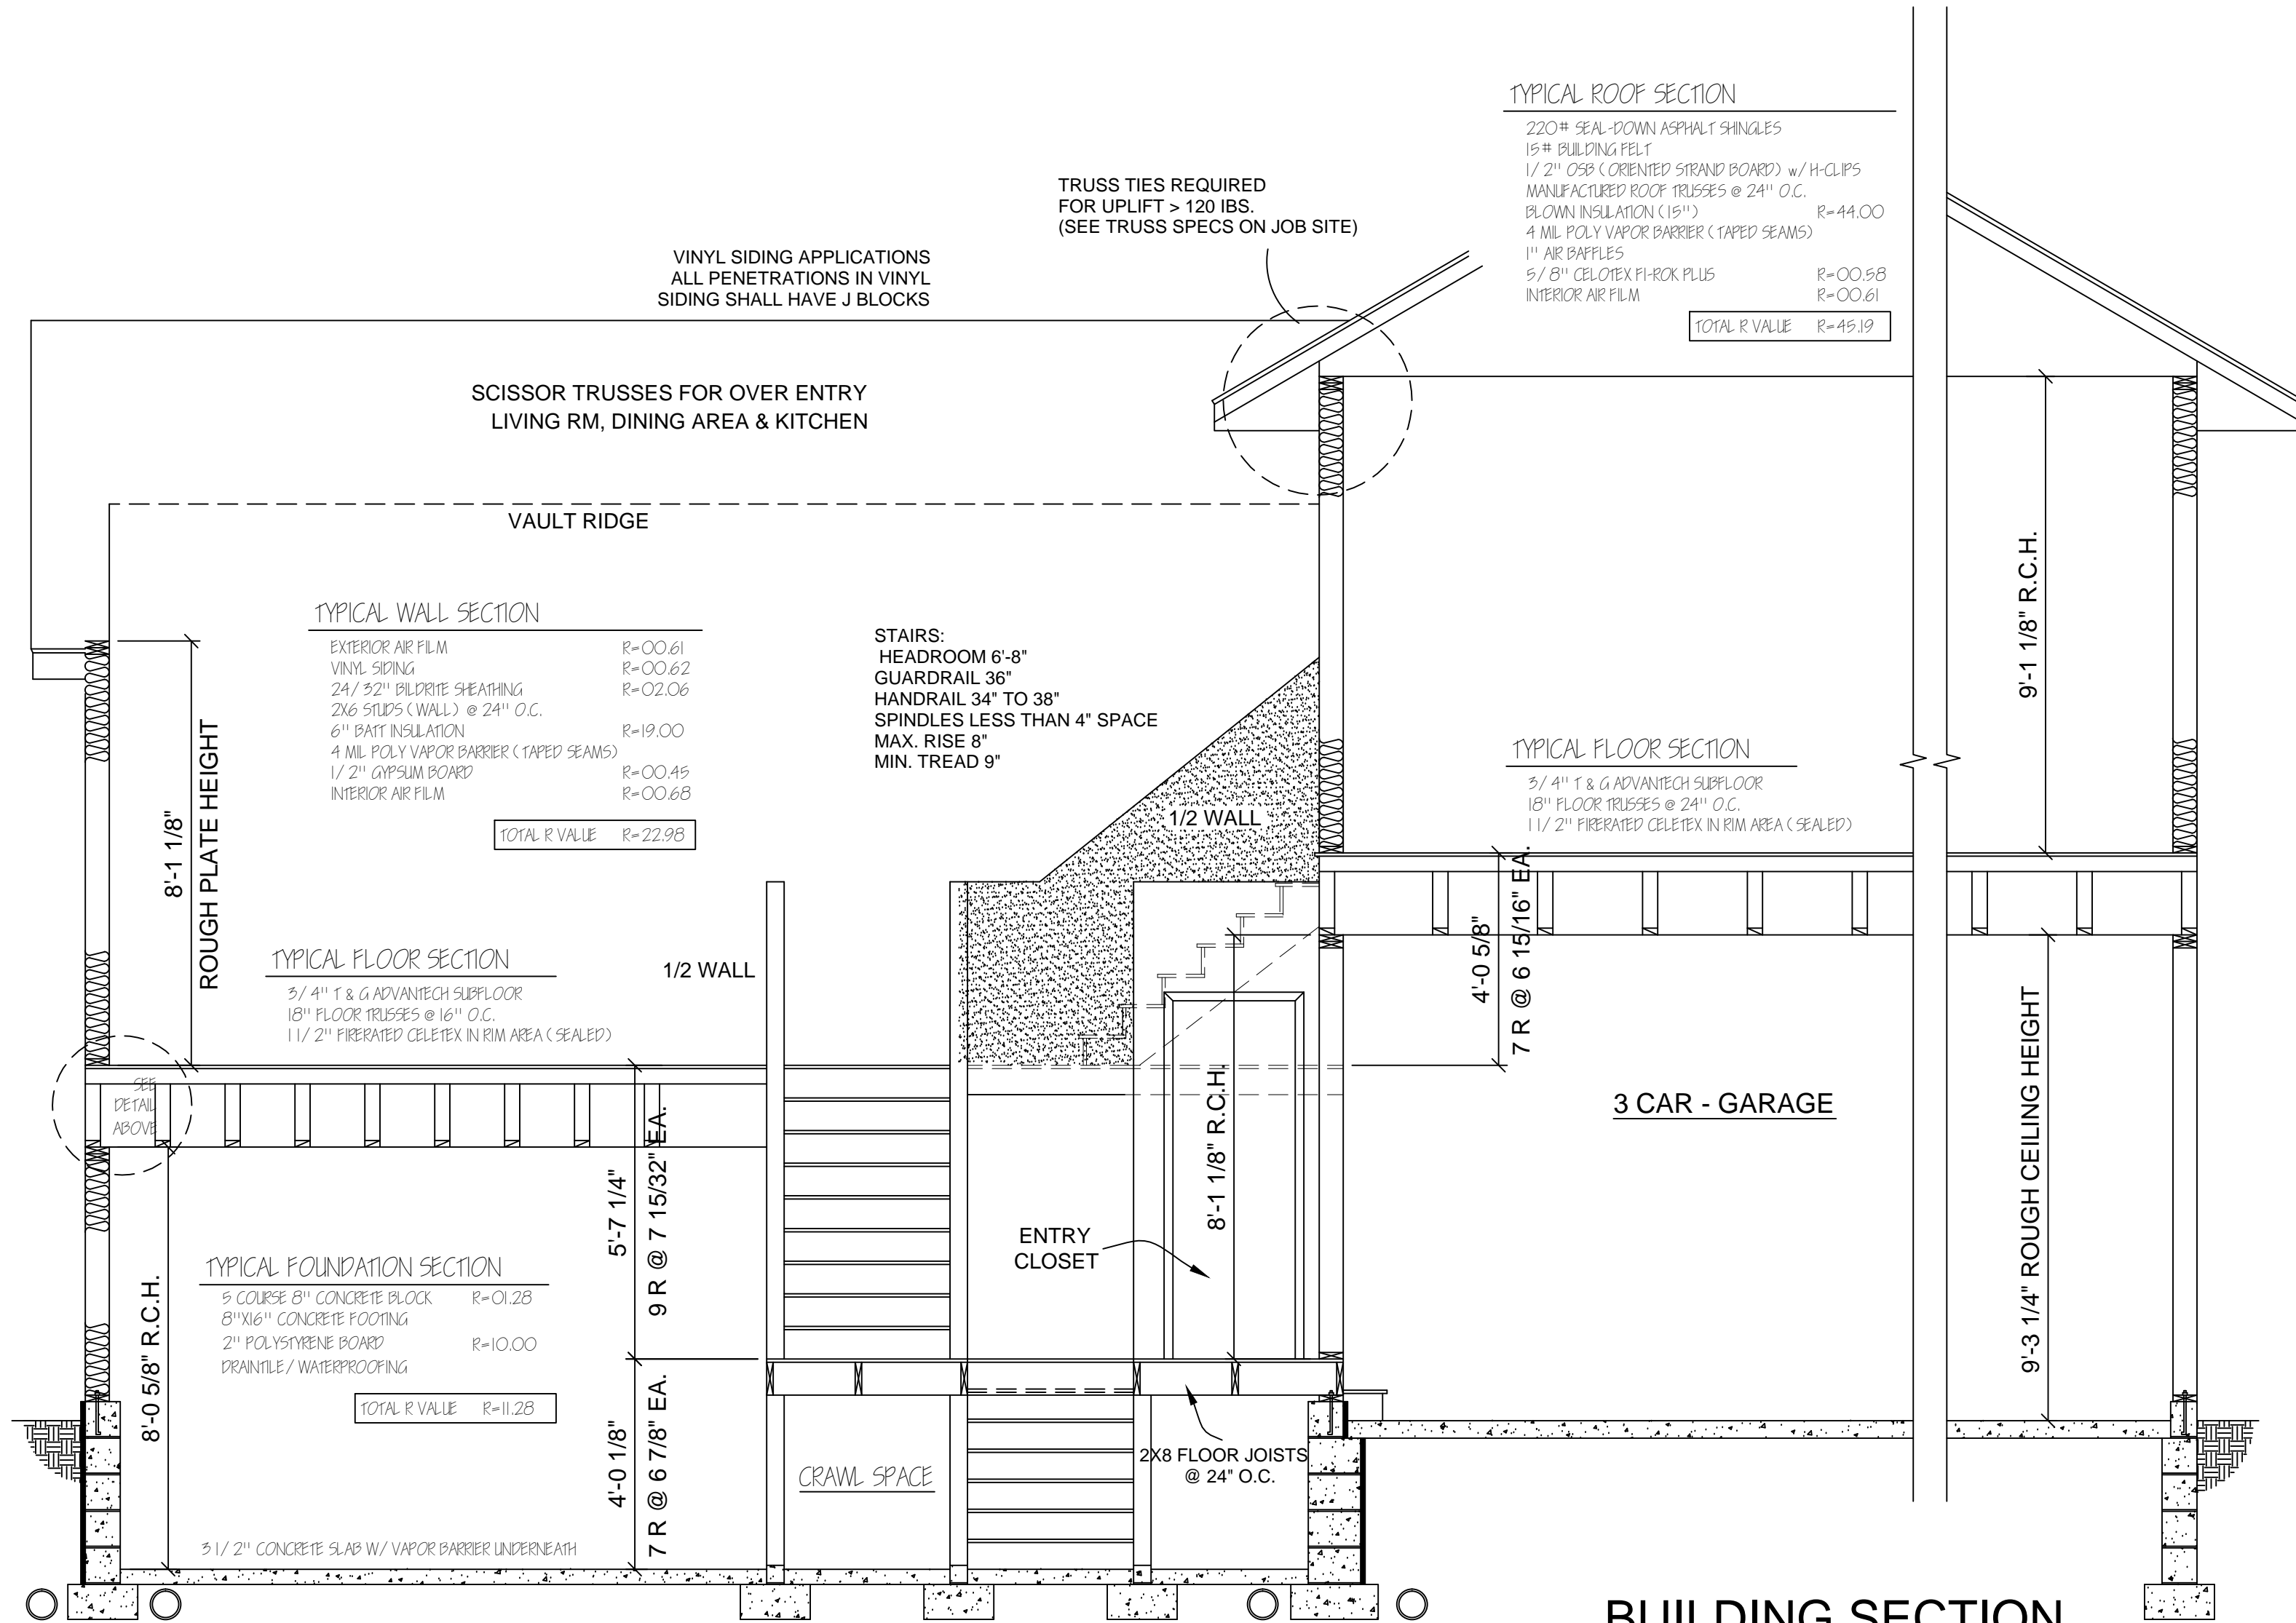 TYPICAL ROOF SECTION
220# SEAL-DOWN ASPHALT SHINGLES
15# BUILDING FELT
1/2" OSB (ORIENTED STRAND BOARD) w/ H-CLIPS
MANUFACTURED ROOF TRUSSES @ 24" O.C.
BLOWN INSULATION (15") R=44.00
4 MIL POLY VAPOR BARRIER (TAPED SEAMS)
1" AIR BAFFLES
5/8" CELOTEX FI-ROK PLUS R=00.58
INTERIOR AIR FILM R=00.61
TOTAL R VALUE R=45.19
TRUSS TIES REQUIRED
FOR UPLIFT > 120 IBS.
(SEE TRUSS SPECS ON JOB SITE)
VINYL SIDING APPLICATIONS
ALL PENETRATIONS IN VINYL
SIDING SHALL HAVE J BLOCKS
SCISSOR TRUSSES FOR OVER ENTRY
LIVING RM, DINING AREA & KITCHEN
VAULT RIDGE
TYPICAL WALL SECTION
EXTERIOR AIR FILM R=00.61
VINYL SIDING R=00.62
24/32" BILDRITE SHEATHING R=02.06
2X6 STUDS (WALL) @ 24" O.C.
6" BATT INSULATION R=19.00
4 MIL POLY VAPOR BARRIER (TAPED SEAMS)
1/2" GYPSUM BOARD R=00.45
INTERIOR AIR FILM R=00.68
TOTAL R VALUE R=22.98
STAIRS:
HEADROOM 6'-8"
GUARDRAIL 36"
HANDRAIL 34" TO 38"
SPINDLES LESS THAN 4" SPACE
MAX. RISE 8"
MIN. TREAD 9"
8'-1 1/8"
ROUGH PLATE HEIGHT
9'-1 1/8" R.C.H.
1/2 WALL
TYPICAL FLOOR SECTION
3/4" T & G ADVANTECH SUBFLOOR
18" FLOOR TRUSSES @ 24" O.C.
1 1/2" FIRERATED CELETEX IN RIM AREA (SEALED)
TYPICAL FLOOR SECTION
3/4" T & G ADVANTECH SUBFLOOR
18" FLOOR TRUSSES @ 16" O.C.
1 1/2" FIRERATED CELETEX IN RIM AREA (SEALED)
1/2 WALL
4'-0 5/8"
7 R @ 6 15/16" EA.
SEE
DETAIL
ABOVE
3 CAR - GARAGE
8'-1 1/8" R.C.H.
9'-3 1/4" ROUGH CEILING HEIGHT
5'-7 1/4"
9 R @ 7 15/32" EA.
ENTRY
CLOSET
TYPICAL FOUNDATION SECTION
5 COURSE 8" CONCRETE BLOCK R=01.28
8"X16" CONCRETE FOOTING
2" POLYSTYRENE BOARD R=10.00
DRAINTILE/WATERPROOFING
TOTAL R VALUE R=11.28
8'-0 5/8" R.C.H.
4'-0 1/8"
7 R @ 6 7/8" EA.
CRAWL SPACE
2X8 FLOOR JOISTS
@ 24" O.C.
3 1/2" CONCRETE SLAB W/ VAPOR BARRIER UNDERNEATH
BUILDING SECTION